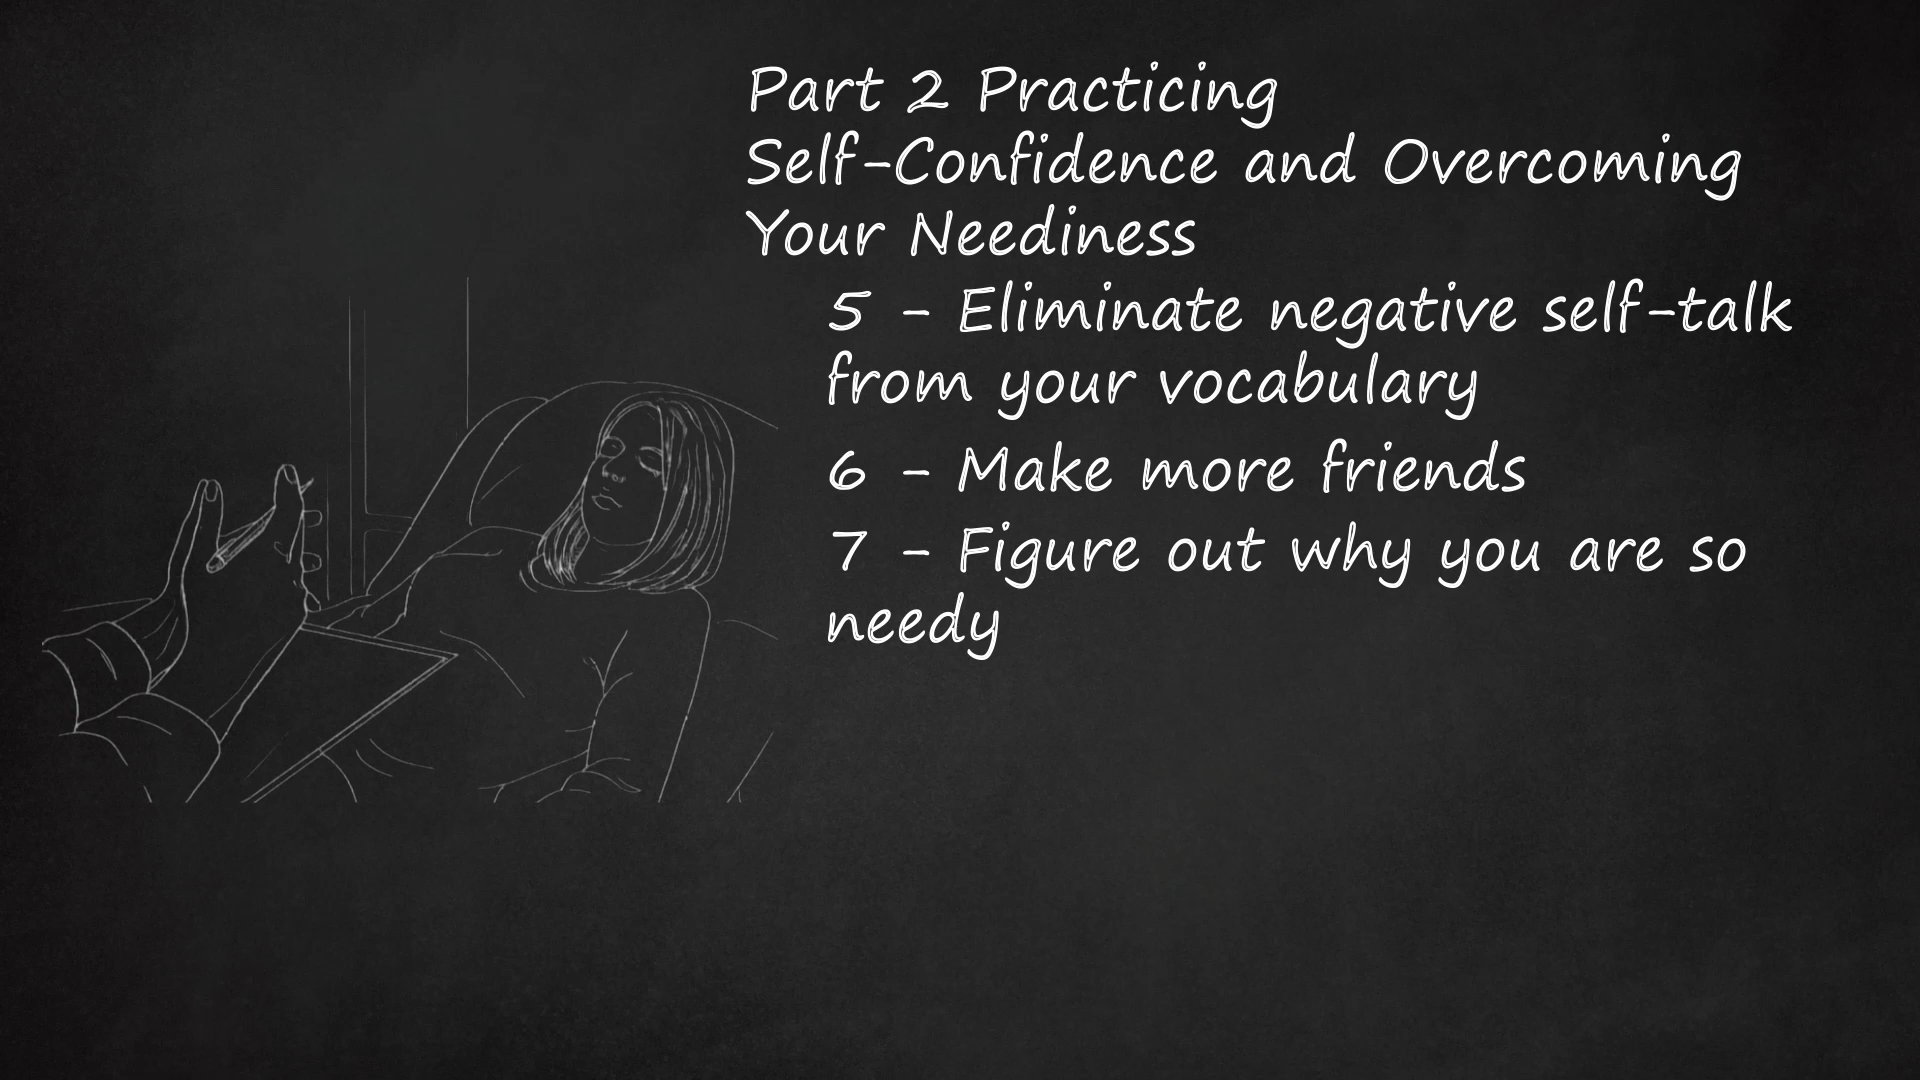 Part 2 Practicing
Self-Confidence and Overcoming
Your Neediness
5 - Eliminate negative self-talk
from your vocabulary
6 - Make more friends
7 - Figure out why you are so
needy